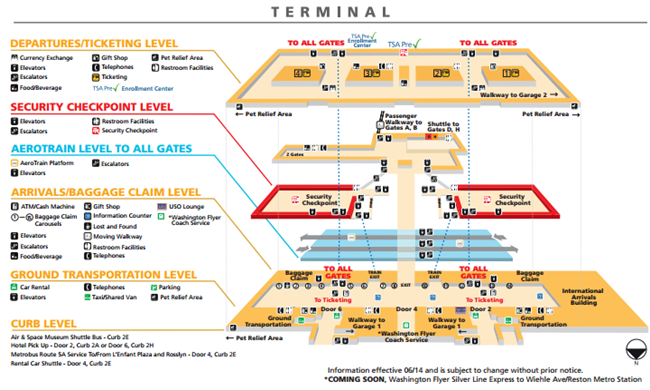 TERMINAL
DEPARTURES/TICKETING LEVEL
Currency Exchange
Gift Shop
Pet Relief Area
Elevators
Telephones
Restroom Facilities
Escalators
Ticketing
Food/Beverage
TSA Pre✓ Enrollment Center
SECURITY CHECKPOINT LEVEL
Elevators
Restroom Facilities
Escalators
Security Checkpoint
AEROTRAIN LEVEL TO ALL GATES
AeroTrain Platform
Escalators
Elevators
ARRIVALS/BAGGAGE CLAIM LEVEL
ATM/Cash Machine
Gift Shop
USO Lounge
Baggage Claim
Carousels
Information Counter
*Washington Flyer
Coach Service
Lost and Found
Elevators
Moving Walkway
Escalators
Restroom Facilities
Food/Beverage
Telephones
GROUND TRANSPORTATION LEVEL
Car Rental
Telephones
Parking
Elevators
Taxi/Shared Van
Pet Relief Area
CURB LEVEL
Air & Space Museum Shuttle Bus - Curb 2E
Hotel Pick Up - Door 2, Curb 2A or Door 6, Curb 2H
Metrobus Route 5A Service To/From L'Enfant Plaza and Rosslyn - Door 4, Curb 2E
Rental Car Shuttle - Door 4, Curb 2E
TO ALL GATES
TSA Pre✓
Enrollment
Center
TSA Pre✓
TO ALL GATES
4
3
2
1
Walkway to Garage 2 →
← Pet Relief Area
Pet Relief Area →
Passenger
Walkway to
Gates A, B
Shuttle to
Gates D, H
Z Gates
Security
Checkpoint
Security
Checkpoint
Baggage
Claim
TO ALL
GATES
TRAIN
EXIT
EXIT
TRAIN
EXIT
TO ALL
GATES
Baggage
Claim
To Ticketing
To Ticketing
International
Arrivals
Building
Door 6
Door 4
Door 2
Ground
Transportation
Walkway to
Garage 1
Walkway to
Garage 1
Ground
Transportation
*Washington Flyer
Coach Service
← Pet Relief Area
Information effective 06/14 and is subject to change without prior notice.
*COMING SOON, Washington Flyer Silver Line Express to Wiehle Ave/Reston Metro Station